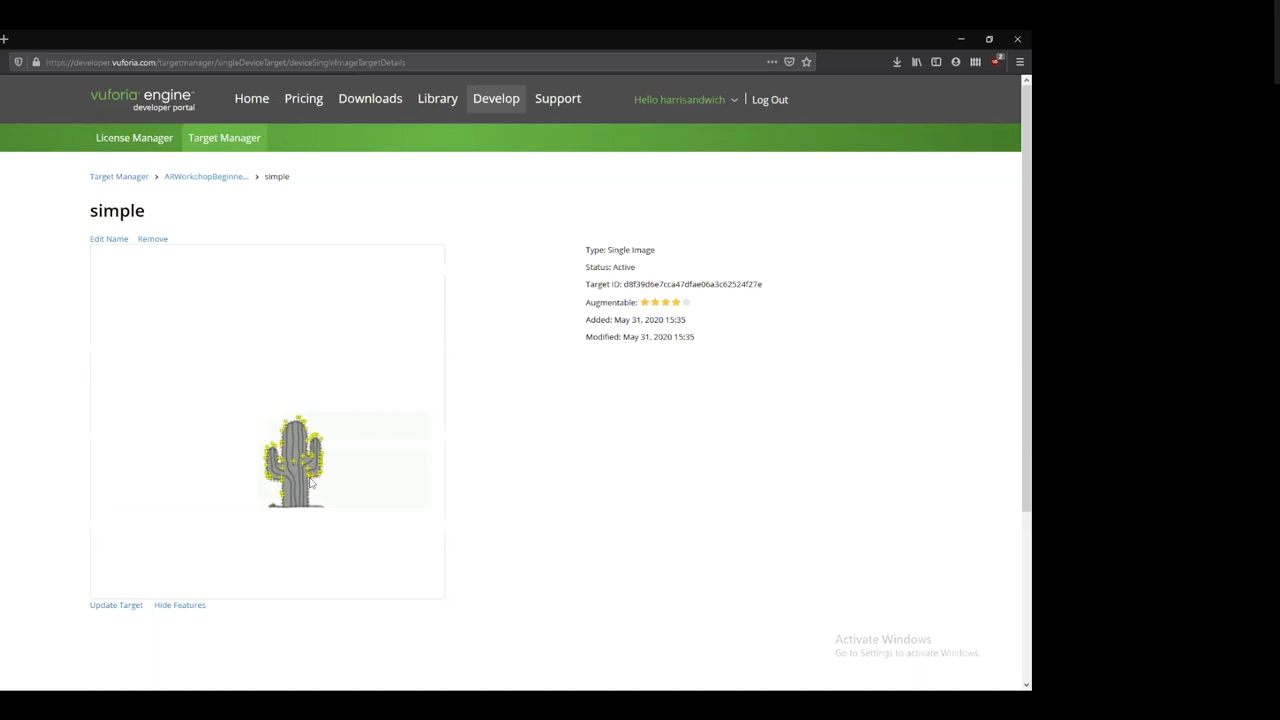 https://developer.vuforia.com/targetmanager/singleDeviceTarget/deviceSingleImageTargetDetails
2
vuforia engine™
developer portal
Home Pricing Downloads Library Develop Support Hello harrisandwich Log Out
License Manager Target Manager
Target Manager > ARWorkshopBeginne... > simple
simple
Edit Name Remove
Type: Single Image
Status: Active
Target ID: d8f39d6e7cca47dfae06a3c62524f27e
Augmentable:
Added: May 31, 2020 15:35
Modified: May 31, 2020 15:35
Update Target Hide Features
Activate Windows
Go to Settings to activate Windows.